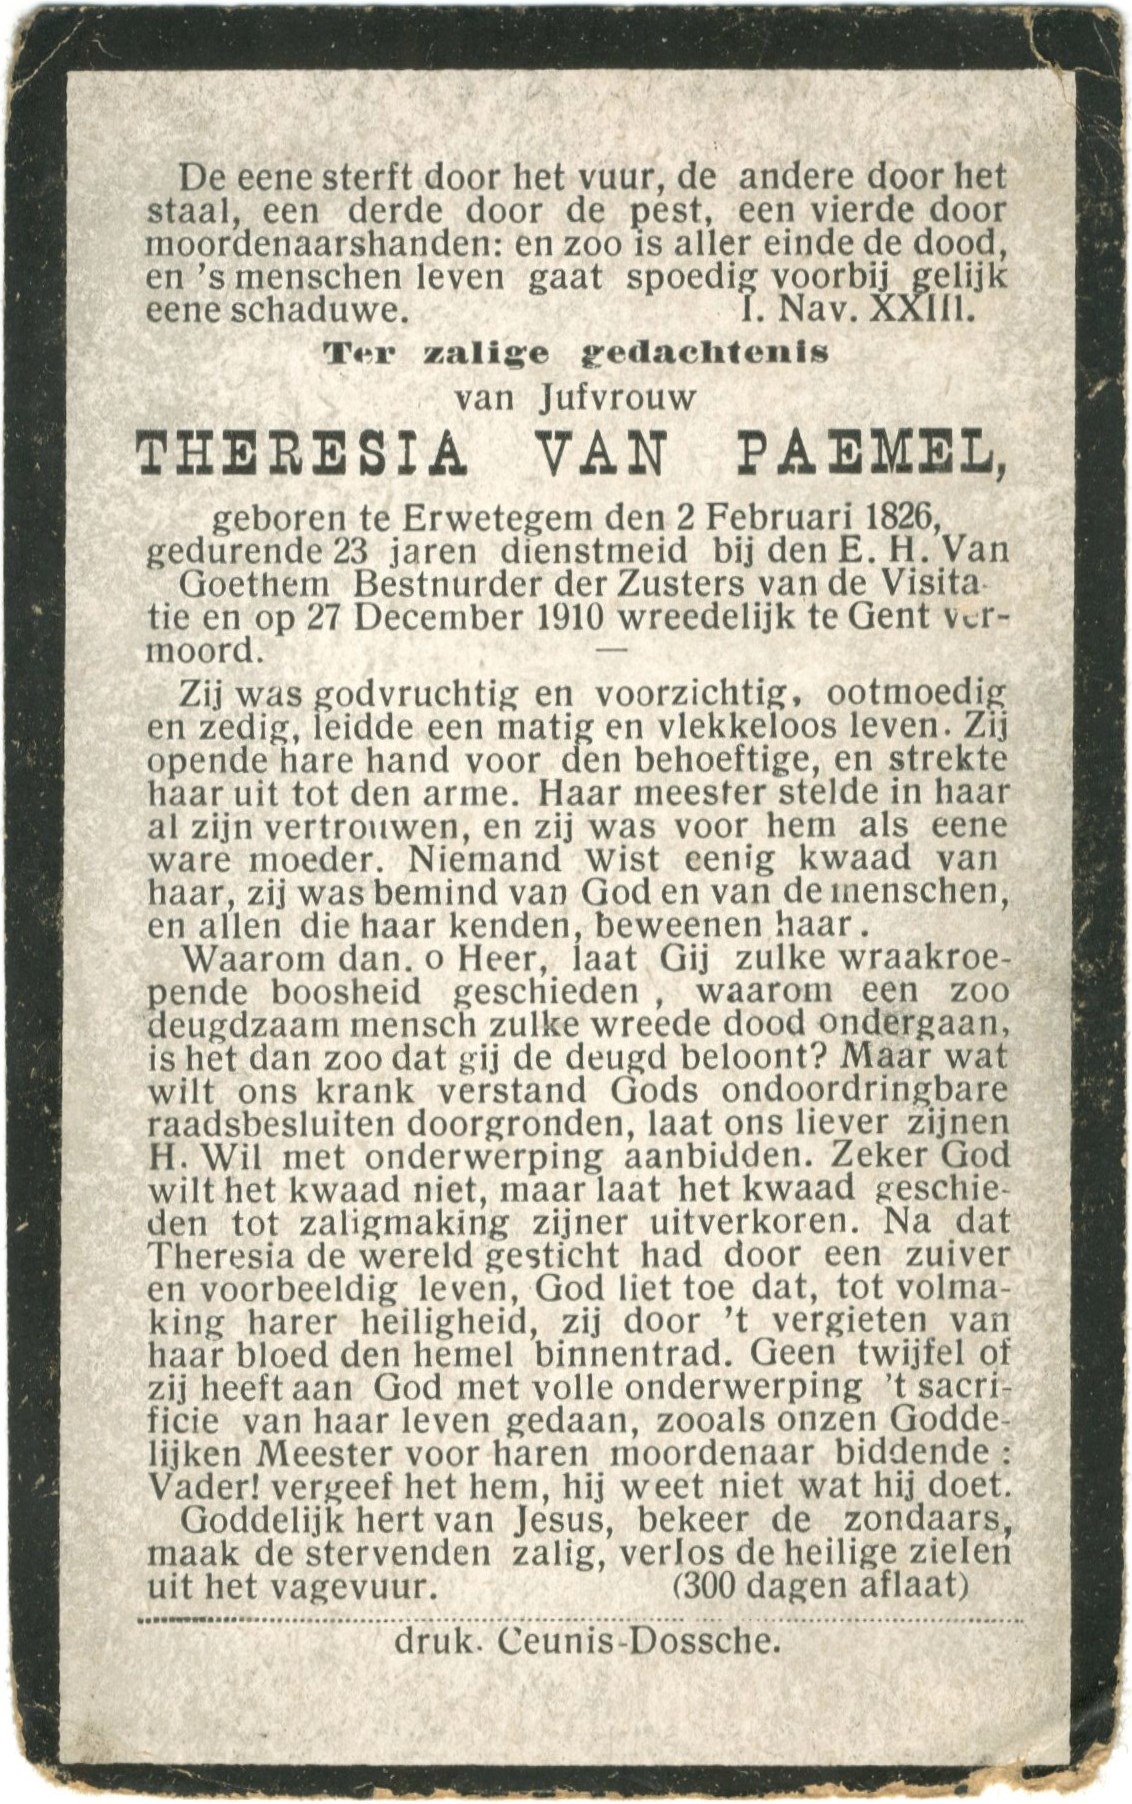 De eene sterft door het vuur, de andere door het
staal, een derde door de pest, een vierde door
moordenaarshanden: en zoo is aller einde de dood,
en 's menschen leven gaat spoedig voorbij gelijk
eene schaduwe. I. Nav. XXIII.
Ter zalige gedachtenis
van Jufvrouw
THERESIA VAN PAEMEL,
geboren te Erwetegem den 2 Februari 1826,
gedurende 23 jaren dienstmeid bij den E. H. Van
Goethem Bestnurder der Zusters van de Visita-
tie en op 27 December 1910 wreedelijk te Gent ver-
moord. —
Zij was godvruchtig en voorzichtig, ootmoedig
en zedig, leidde een matig en vlekkeloos leven. Zij
opende hare hand voor den behoeftige, en strekte
haar uit tot den arme. Haar meester stelde in haar
al zijn vertrouwen, en zij was voor hem als eene
ware moeder. Niemand wist eenig kwaad van
haar, zij was bemind van God en van de menschen,
en allen die haar kenden, beweenen haar.
Waarom dan. o Heer, laat Gij zulke wraakroe-
pende boosheid geschieden , waarom een zoo
deugdzaam mensch zulke wreede dood ondergaan,
is het dan zoo dat gij de deugd beloont? Maar wat
wilt ons krank verstand Gods ondoordringbare
raadsbesluiten doorgronden, laat ons liever zijnen
H. Wil met onderwerping aanbidden. Zeker God
wilt het kwaad niet, maar laat het kwaad geschie-
den tot zaligmaking zijner uitverkoren. Na dat
Theresia de wereld gesticht had door een zuiver
en voorbeeldig leven, God liet toe dat, tot volma-
king harer heiligheid, zij door 't vergieten van
haar bloed den hemel binnentrad. Geen twijfel of
zij heeft aan God met volle onderwerping 't sacri-
ficie van haar leven gedaan, zooals onzen Godde-
lijken Meester voor haren moordenaar biddende :
Vader! vergeef het hem, hij weet niet wat hij doet.
Goddelijk hert van Jesus, bekeer de zondaars,
maak de stervenden zalig, verlos de heilige zielen
uit het vagevuur. (300 dagen aflaat)
druk. Ceunis-Dossche.